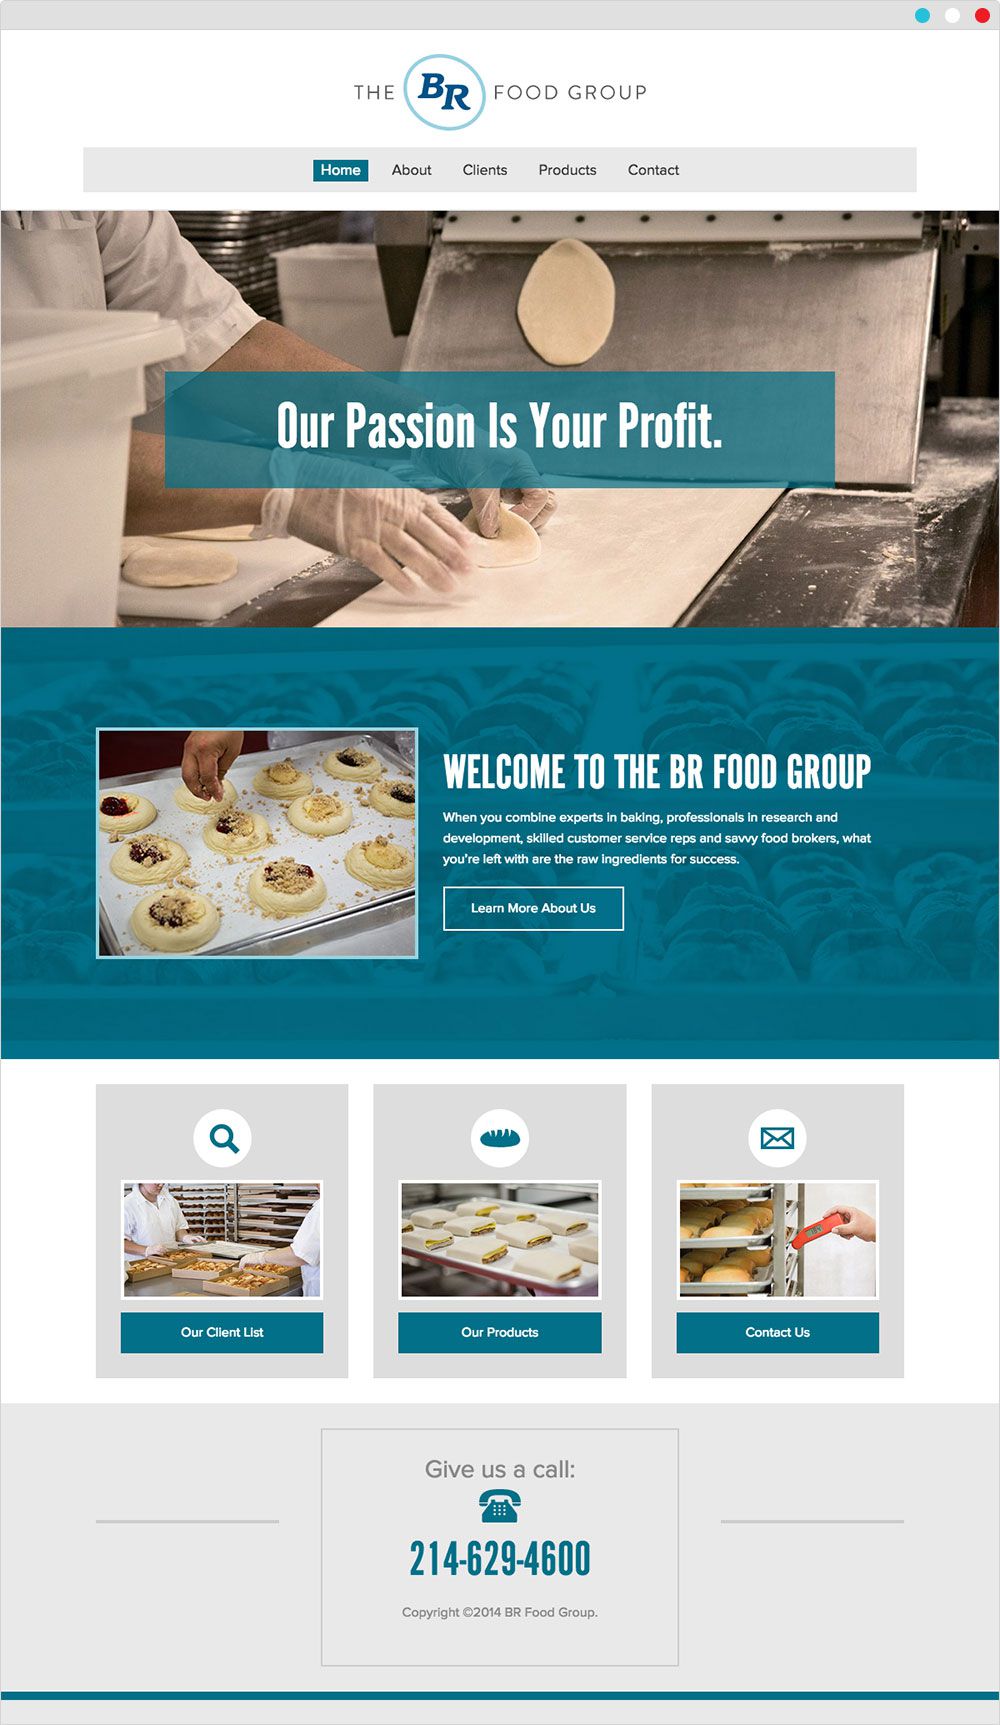 THE BR FOOD GROUP
Home About Clients Products Contact
Our Passion Is Your Profit.
WELCOME TO THE BR FOOD GROUP
When you combine experts in baking, professionals in research and
development, skilled customer service reps and savvy food brokers, what
you're left with are the raw ingredients for success.
Learn More About Us
Our Client List
Our Products
Contact Us
Give us a call:
214-629-4600
Copyright ©2014 BR Food Group.